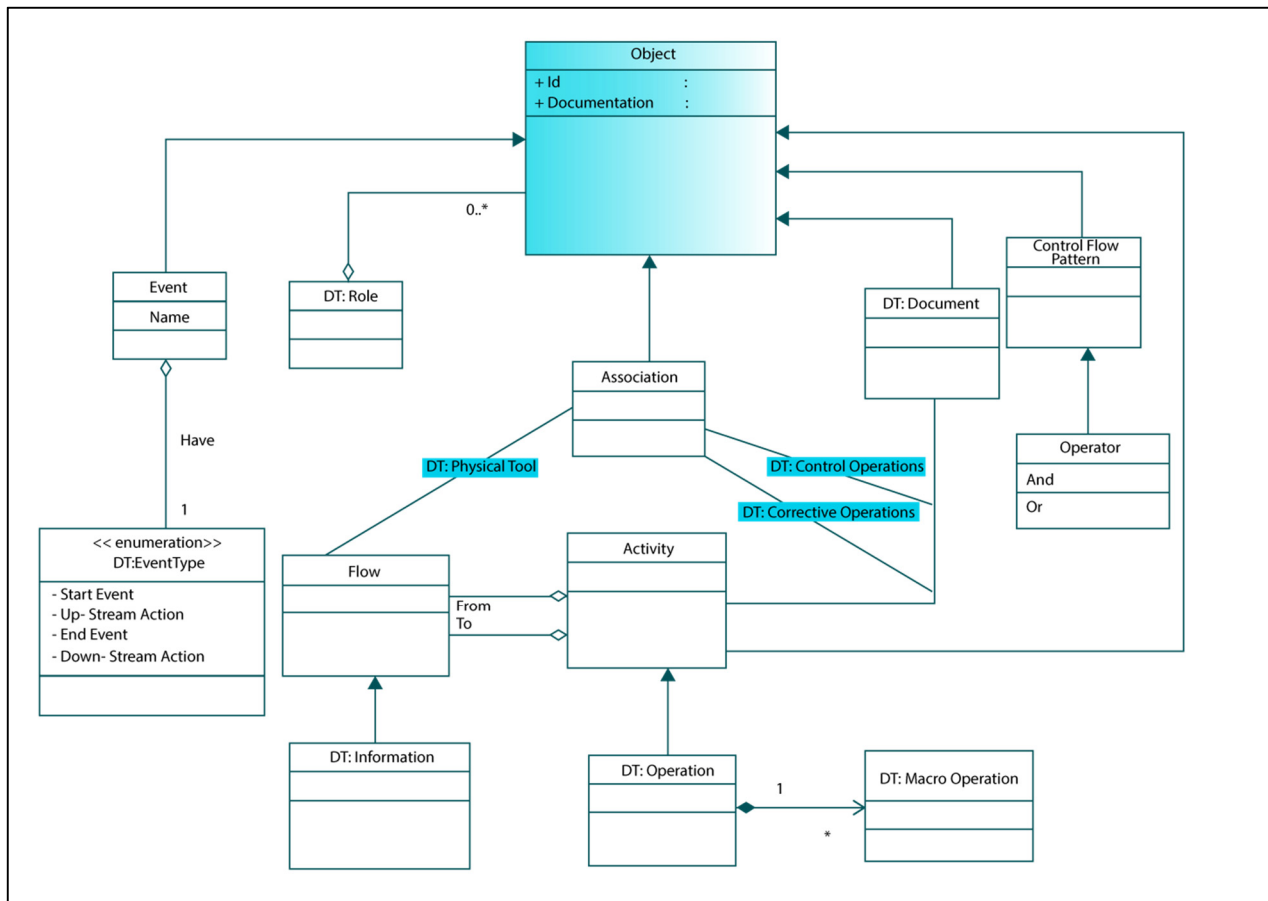 Object
+ Id :
+ Documentation :
0..*
Control Flow
Pattern
Event
Name
DT: Role
DT: Document
Association
Have
DT: Physical Tool
DT: Control Operations
Operator
And
Or
DT: Corrective Operations
1
<< enumeration>>
DT:EventType
- Start Event
- Up- Stream Action
- End Event
- Down- Stream Action
Flow
Activity
From
To
DT: Information
DT: Operation
1
*
DT: Macro Operation